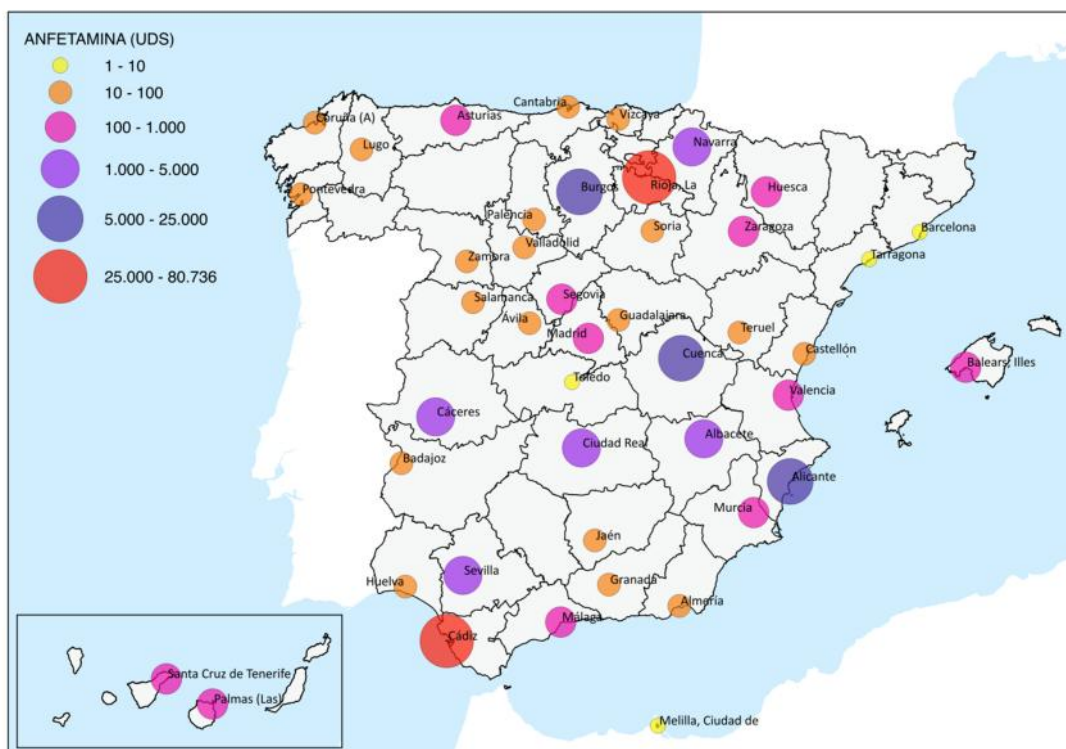 ANFETAMINA (UDS)
1 - 10
10 - 100
100 - 1.000
1.000 - 5.000
5.000 - 25.000
25.000 - 80.736
Cantabria
Vizcaya
Coruña (A)
Asturias
Lugo
Navarra
Pontevedra
Burgos
Rioja, La
Huesca
Palencia
Soria
Zaragoza
Barcelona
Valladolid
Zamora
Tarragona
Salamanca
Segovia
Ávila
Madrid
Guadalajara
Teruel
Castellón
Cuenca
Balears, Illes
Toledo
Valencia
Cáceres
Ciudad Real
Albacete
Badajoz
Alicante
Murcia
Jaén
Sevilla
Huelva
Granada
Almería
Málaga
Cádiz
Santa Cruz de Tenerife
Palmas (Las)
Melilla, Ciudad de